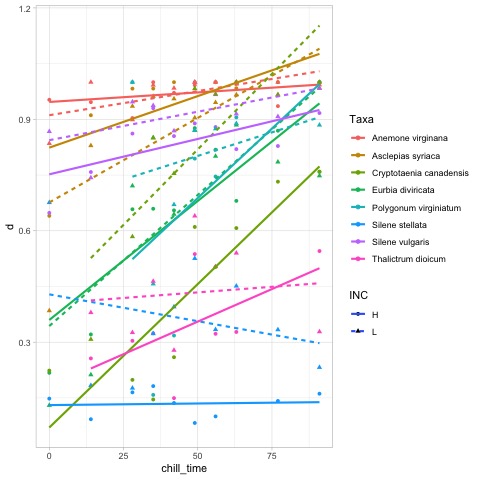 1.2
0.9
0.6
0.3
d
0
25
50
75
chill_time
Taxa
Anemone virginana
Asclepias syriaca
Cryptotaenia canadensis
Eurbia diviricata
Polygonum virginiatum
Silene stellata
Silene vulgaris
Thalictrum dioicum
INC
H
L